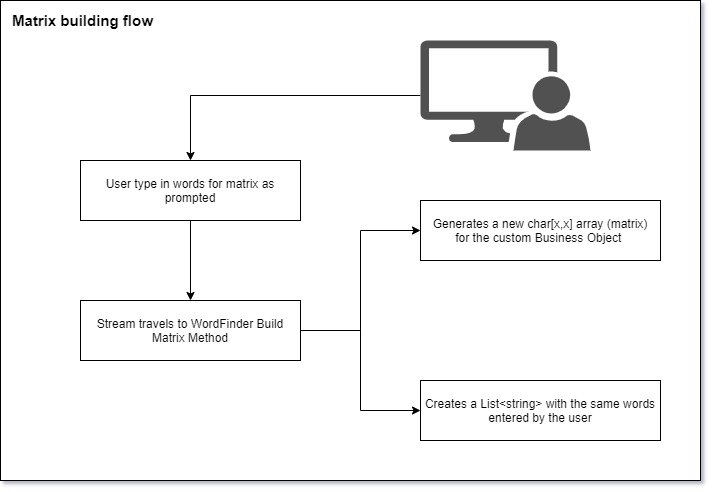 Matrix building flow
User type in words for matrix as
prompted
Generates a new char[x,x] array (matrix)
for the custom Business Object
Stream travels to WordFinder Build
Matrix Method
Creates a List<string> with the same words
entered by the user